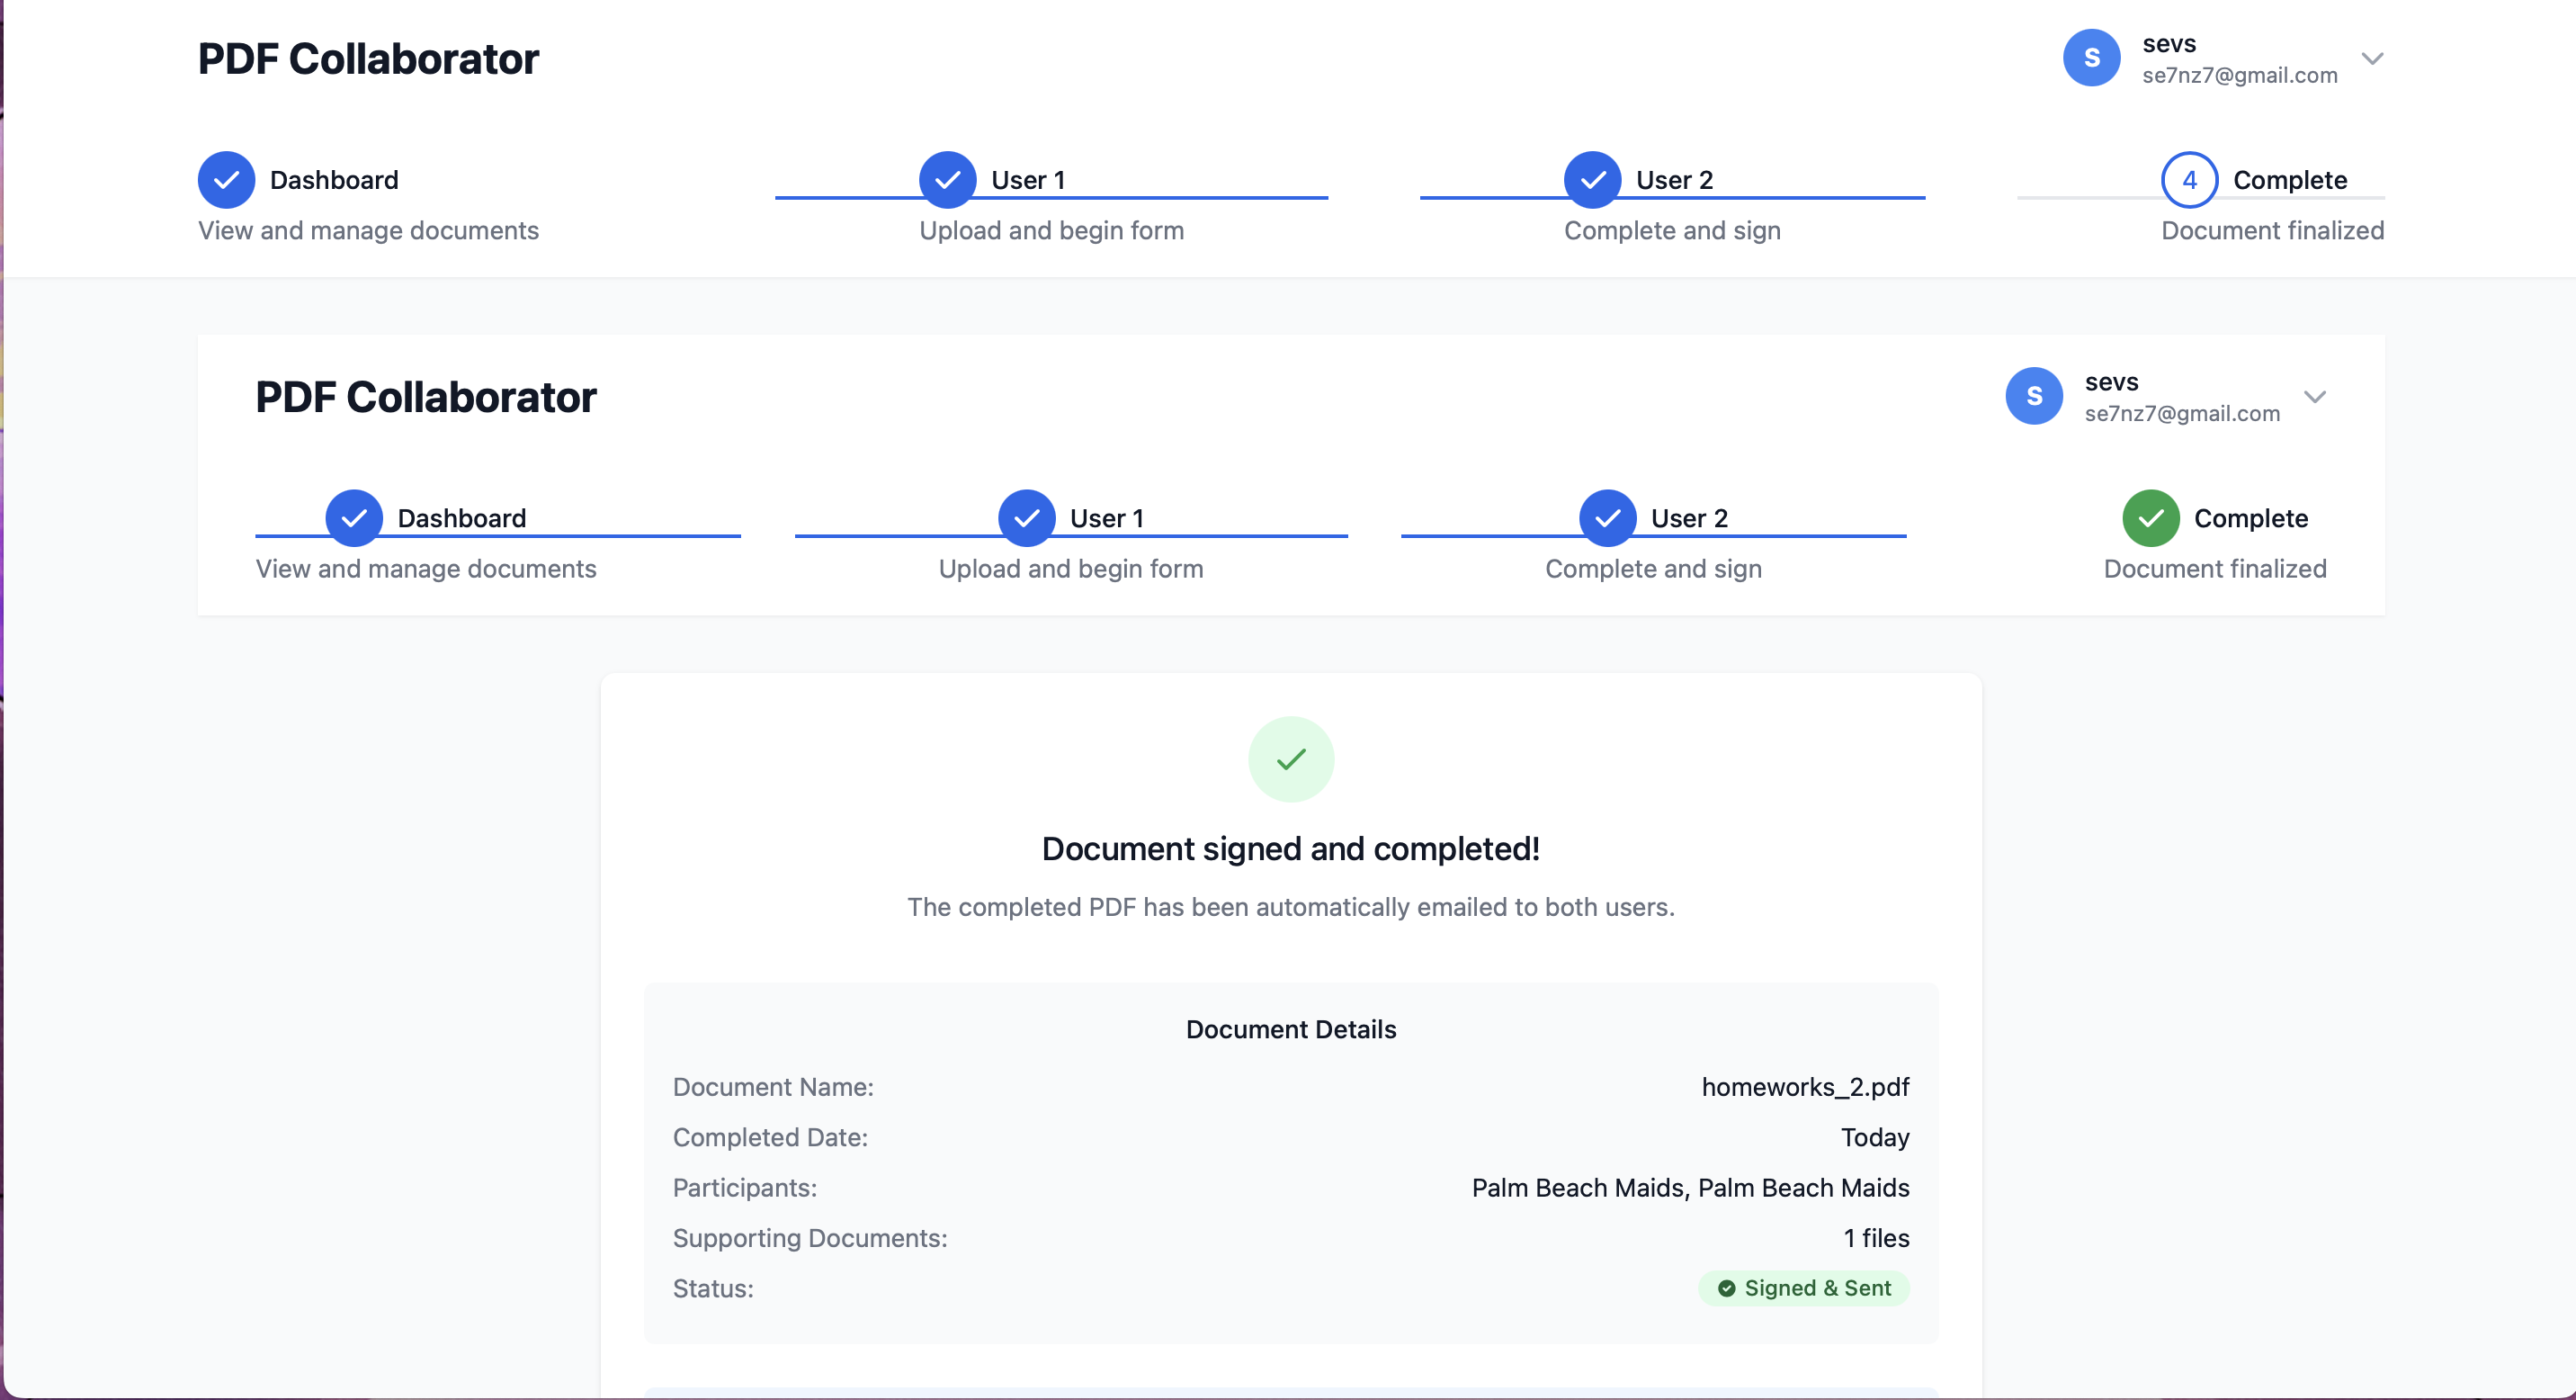 PDF Collaborator
S
sevs
se7nz7@gmail.com
Dashboard
User 1
User 2
4
Complete
View and manage documents
Upload and begin form
Complete and sign
Document finalized
PDF Collaborator
S
sevs
se7nz7@gmail.com
Dashboard
User 1
User 2
Complete
View and manage documents
Upload and begin form
Complete and sign
Document finalized
Document signed and completed!
The completed PDF has been automatically emailed to both users.
Document Details
Document Name: homeworks_2.pdf
Completed Date: Today
Participants: Palm Beach Maids, Palm Beach Maids
Supporting Documents: 1 files
Status: Signed & Sent